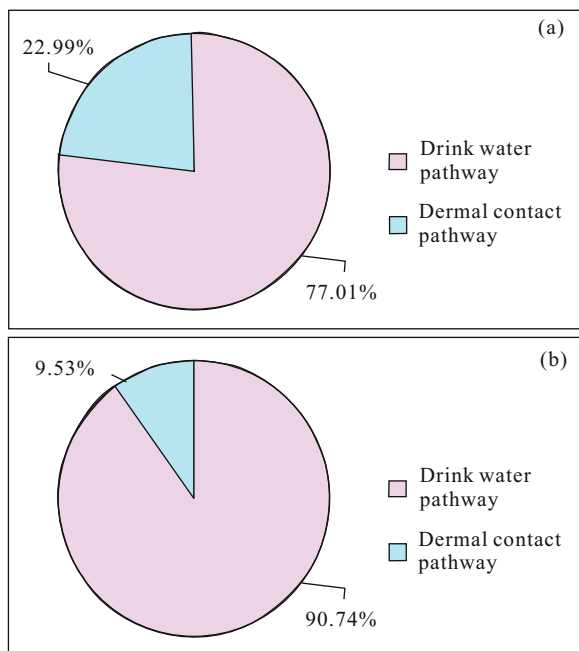 (a)
22.99%
Drink water
pathway
Dermal contact
pathway
77.01%
(b)
9.53%
Drink water
pathway
Dermal contact
pathway
90.74%